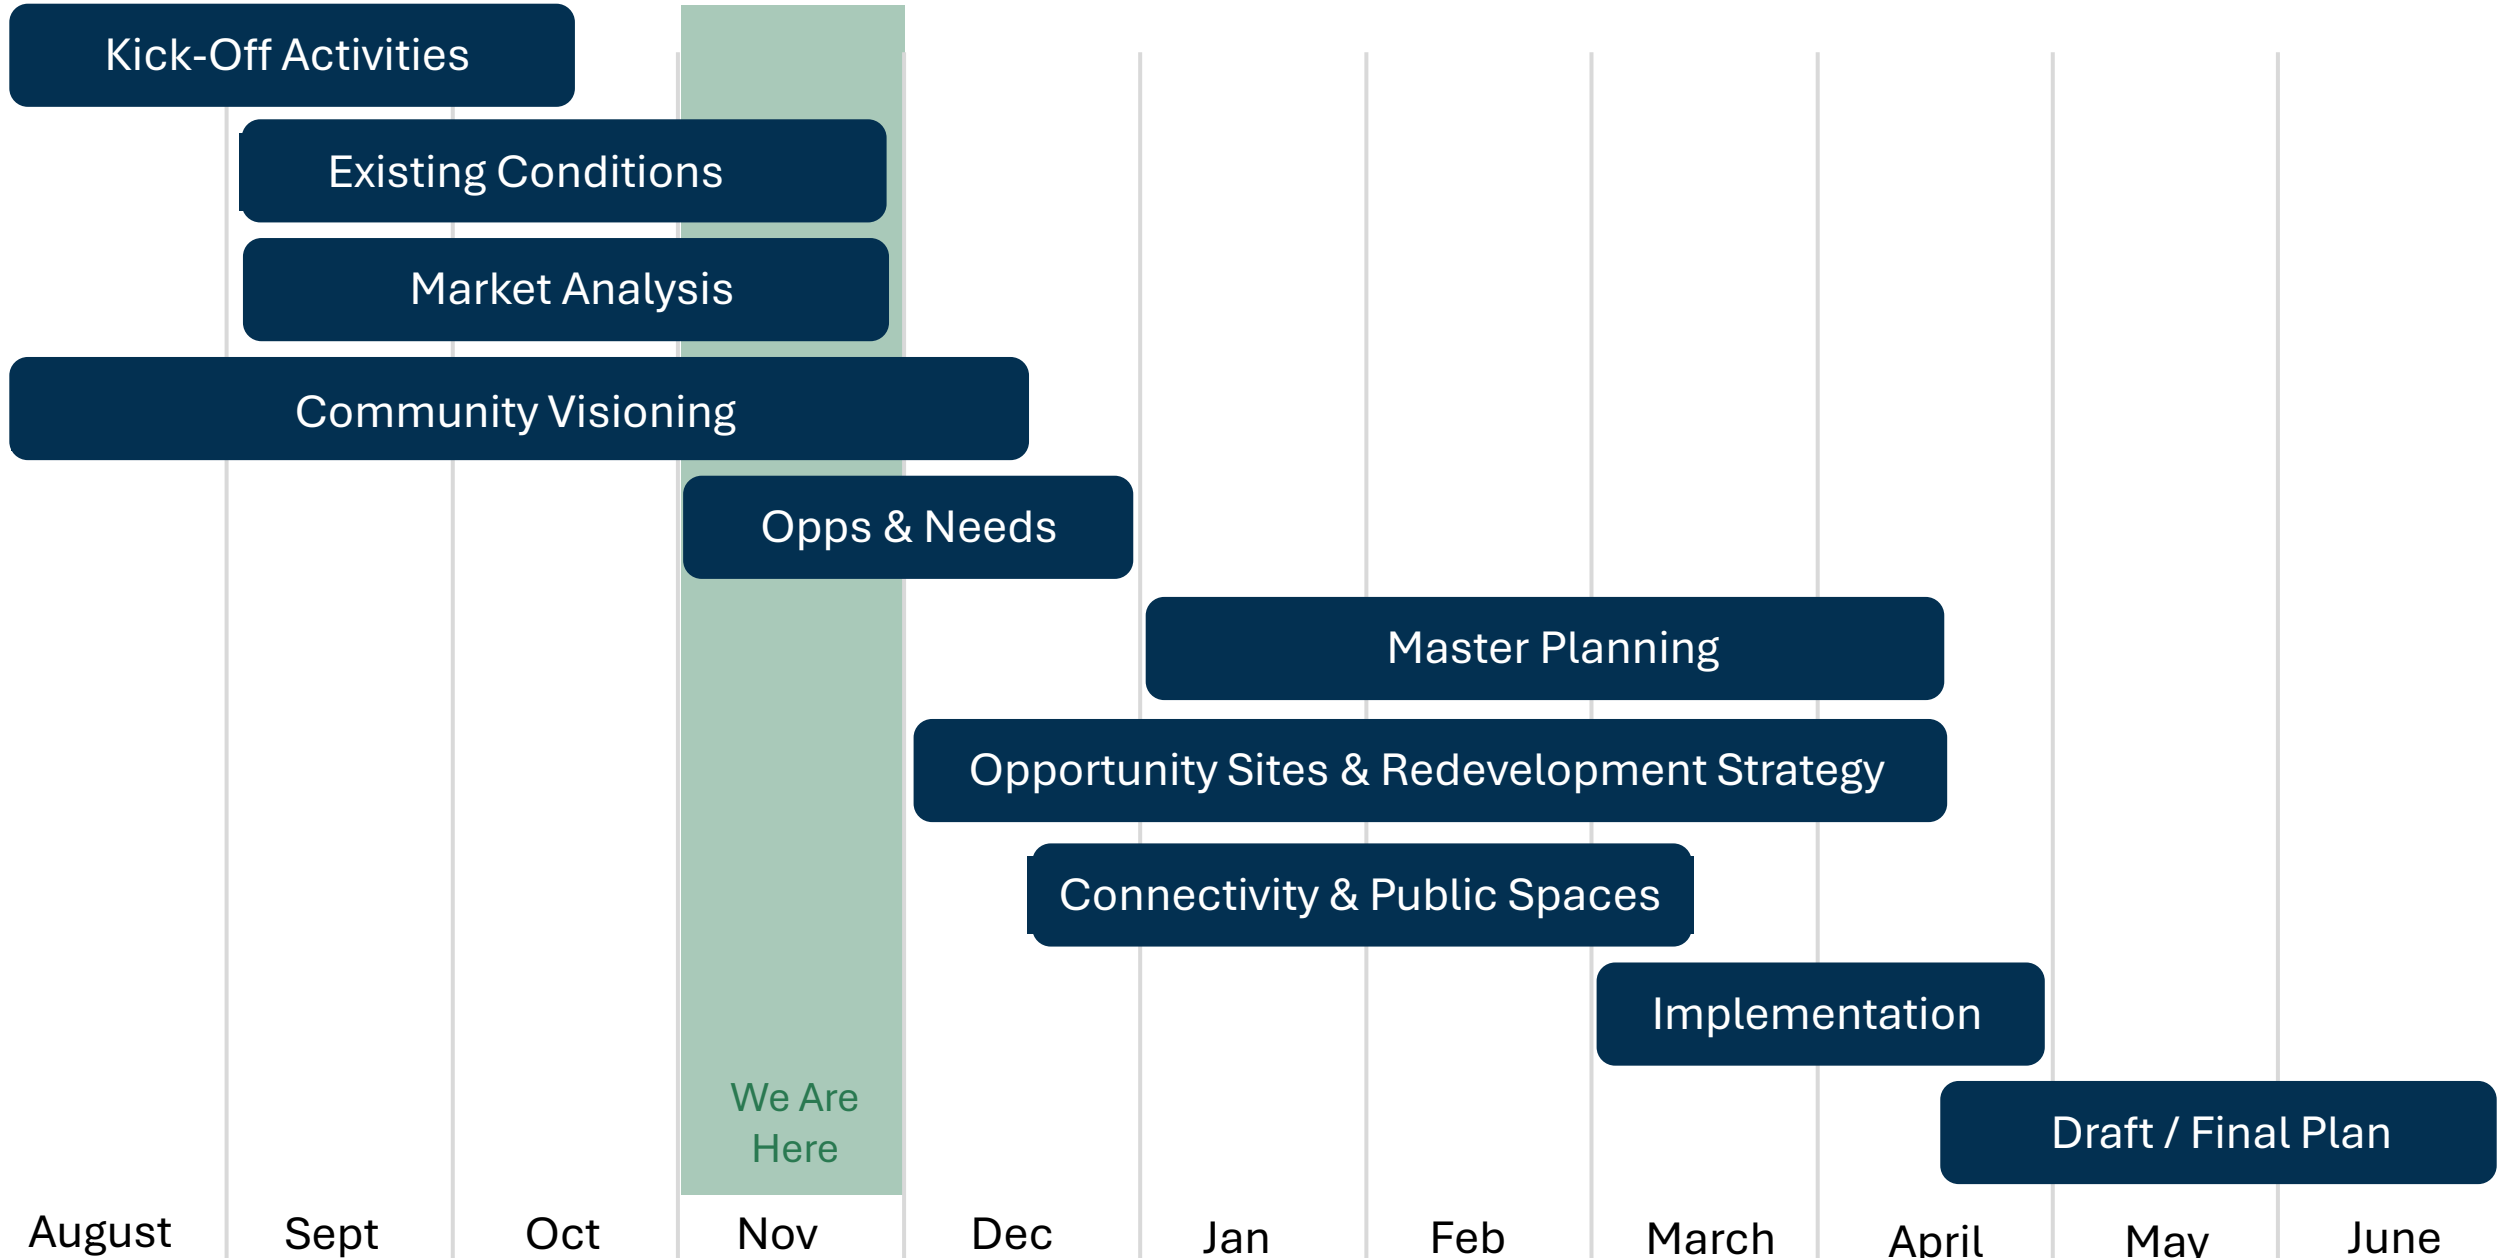 Kick-Off Activities
Existing Conditions
Market Analysis
Community Visioning
Opps & Needs
Master Planning
Opportunity Sites & Redevelopment Strategy
Connectivity & Public Spaces
Implementation
We Are
Here
Draft / Final Plan
August Sept Oct Nov Dec Jan Feb March April May June